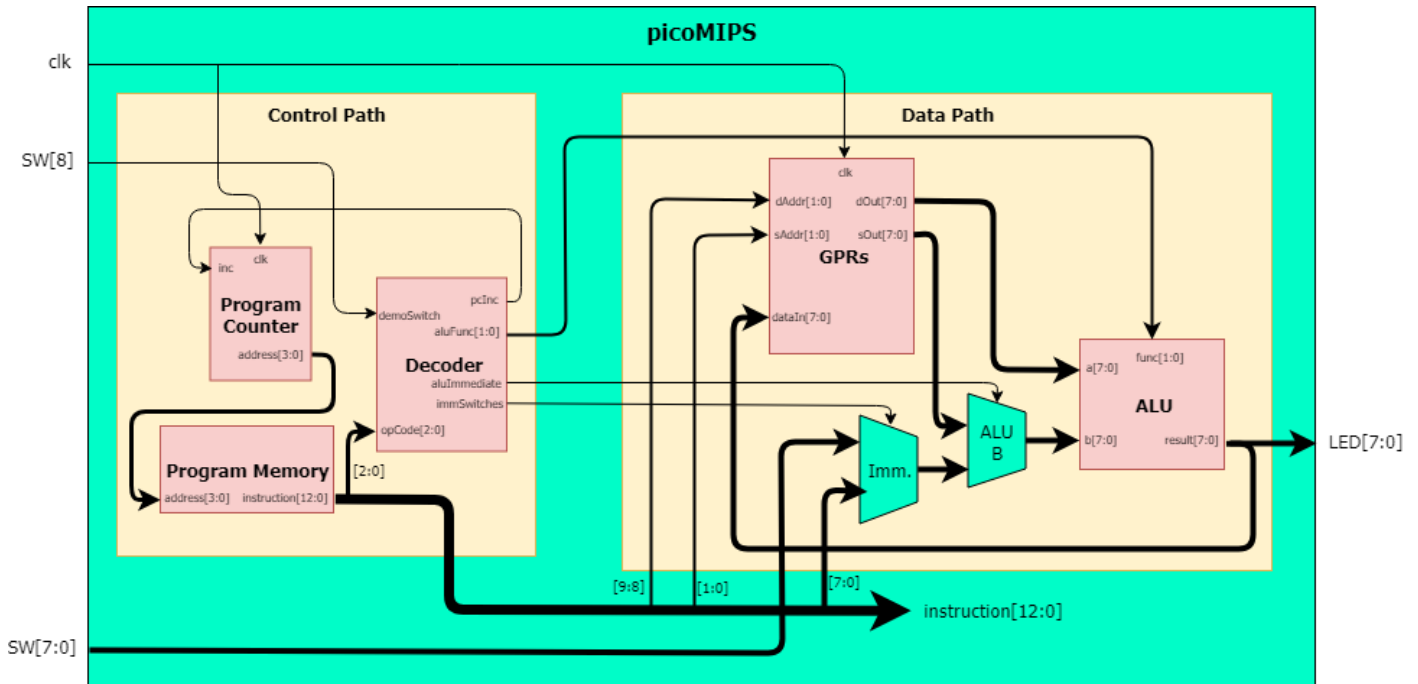 picoMIPS
clk
Control Path
Data Path
SW[8]
clk
dAddr[1:0]
dOut[7:0]
sAddr[1:0]
sOut[7:0]
GPRs
dataIn[7:0]
clk
inc
Program
Counter
address[3:0]
pcInc
demoSwitch
aluFunc[1:0]
Decoder
aluImmediate
immSwitches
opCode[2:0]
func[1:0]
a[7:0]
ALU
b[7:0]
result[7:0]
LED[7:0]
ALU
B
Imm.
Program Memory
address[3:0]
instruction[12:0]
[2:0]
[9:8]
[1:0]
[7:0]
instruction[12:0]
SW[7:0]